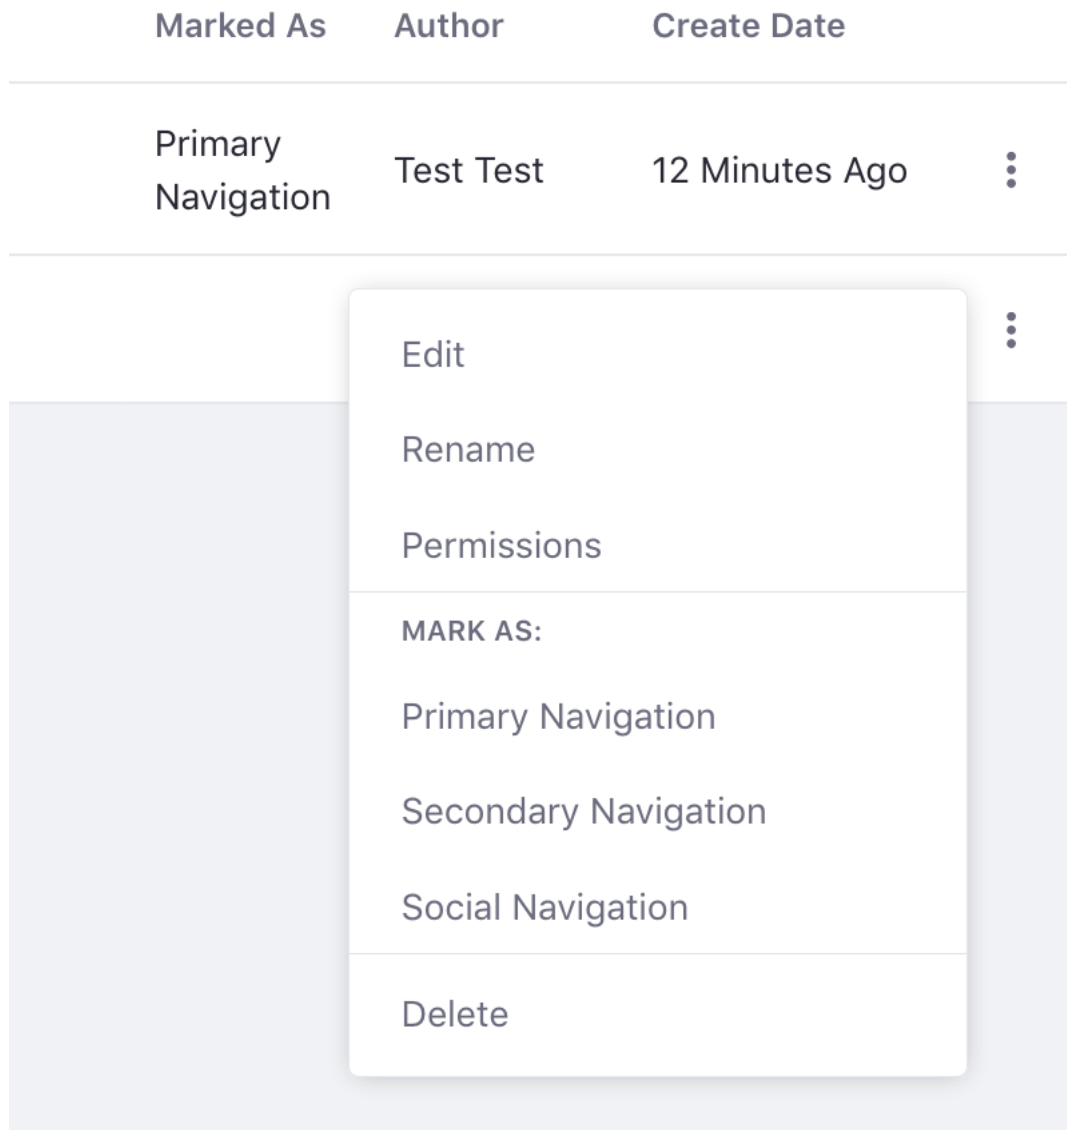 Marked As Author Create Date
Primary
Navigation
Test Test
12 Minutes Ago
Edit
Rename
Permissions
MARK AS:
Primary Navigation
Secondary Navigation
Social Navigation
Delete